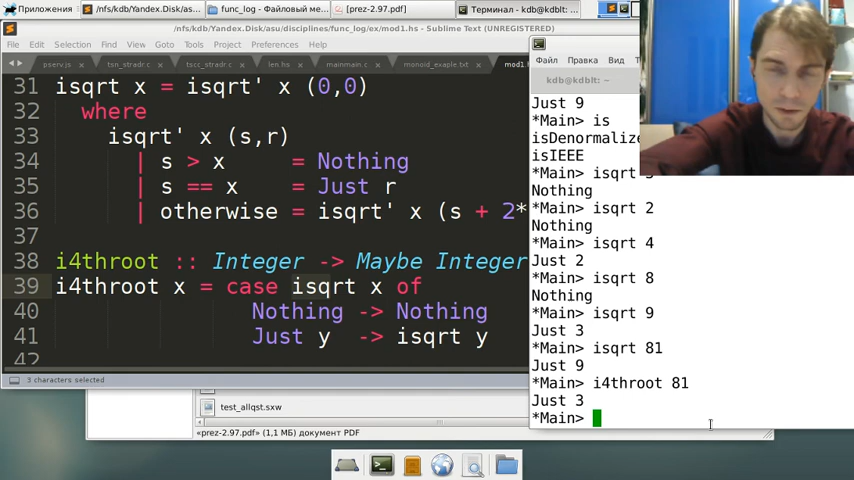 Приложения
/nfs/kdb/Yandex.Disk/as...
func_log - Файловый ме...
[prez-2.97.pdf]
Терминал - kdb@kdb...
/nfs/kdb/Yandex.Disk/asu/disciplines/func_log/ex/mod1.hs - Sublime Text (UNREGISTERED)
File Edit Selection Find View Goto Tools Project Preferences Help
pserv.js tsn_stradr.c tscc_stradr.c len.hs mainmain.c monoid_exaple.txt mod1.
31 isqrt x = isqrt' x (0,0)
32 where
33 isqrt' x (s,r)
34 | s > x = Nothing
35 | s == x = Just r
36 | otherwise = isqrt' x (s + 2*
37
38 i4throot :: Integer -> Maybe Integer
39 i4throot x = case isqrt x of
40 Nothing -> Nothing
41 Just y -> isqrt y
42
3 characters selected
test_allqst.sxw
«prez-2.97.pdf» (1,1 МБ) документ PDF
Файл Правка Вид
kdb@kdblt: ~
Just 9
*Main> is
isDenormalize
isIEEE
*Main> isqrt
Nothing
*Main> isqrt 2
Nothing
*Main> isqrt 4
Just 2
*Main> isqrt 8
Nothing
*Main> isqrt 9
Just 3
*Main> isqrt 81
Just 9
*Main> i4throot 81
Just 3
*Main>